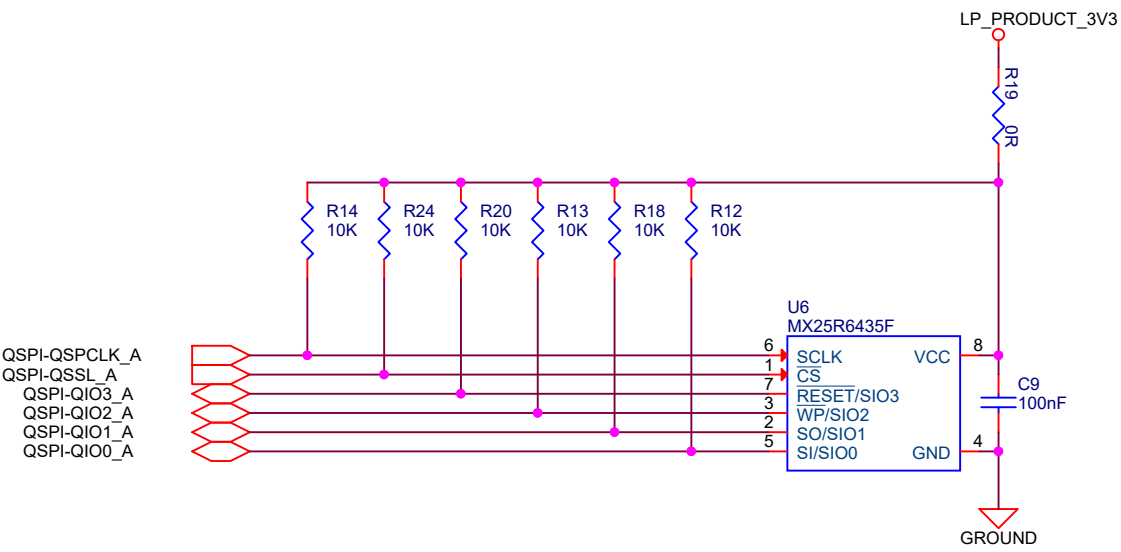 LP_PRODUCT_3V3
R19
0R
R14
10K
R24
10K
R20
10K
R13
10K
R18
10K
R12
10K
U6
MX25R6435F
QSPI-QSPCLK_A
6
SCLK
VCC
8
QSPI-QSSL_A
1
CS
QSPI-QIO3_A
7
RESET/SIO3
QSPI-QIO2_A
3
WP/SIO2
QSPI-QIO1_A
2
SO/SIO1
QSPI-QIO0_A
5
SI/SIO0
GND
4
C9
100nF
GROUND